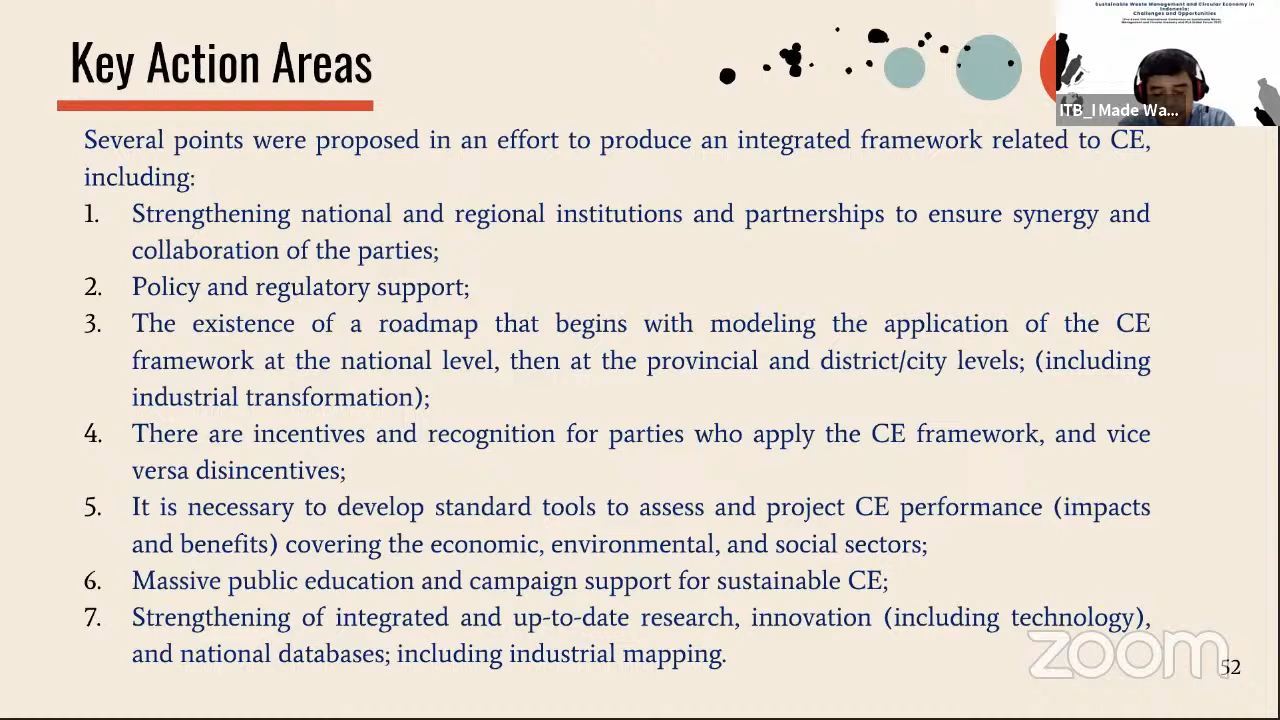 Sustainable Waste Management and Circular Economy in
Indonesia:
Challenges and Opportunities
Key Action Areas
ITB_I Made Wa...
Several points were proposed in an effort to produce an integrated framework related to CE,
including:
1. Strengthening national and regional institutions and partnerships to ensure synergy and
collaboration of the parties;
2. Policy and regulatory support;
3. The existence of a roadmap that begins with modeling the application of the CE
framework at the national level, then at the provincial and district/city levels; (including
industrial transformation);
4. There are incentives and recognition for parties who apply the CE framework, and vice
versa disincentives;
5. It is necessary to develop standard tools to assess and project CE performance (impacts
and benefits) covering the economic, environmental, and social sectors;
6. Massive public education and campaign support for sustainable CE;
7. Strengthening of integrated and up-to-date research, innovation (including technology),
and national databases; including industrial mapping.
zoom
52